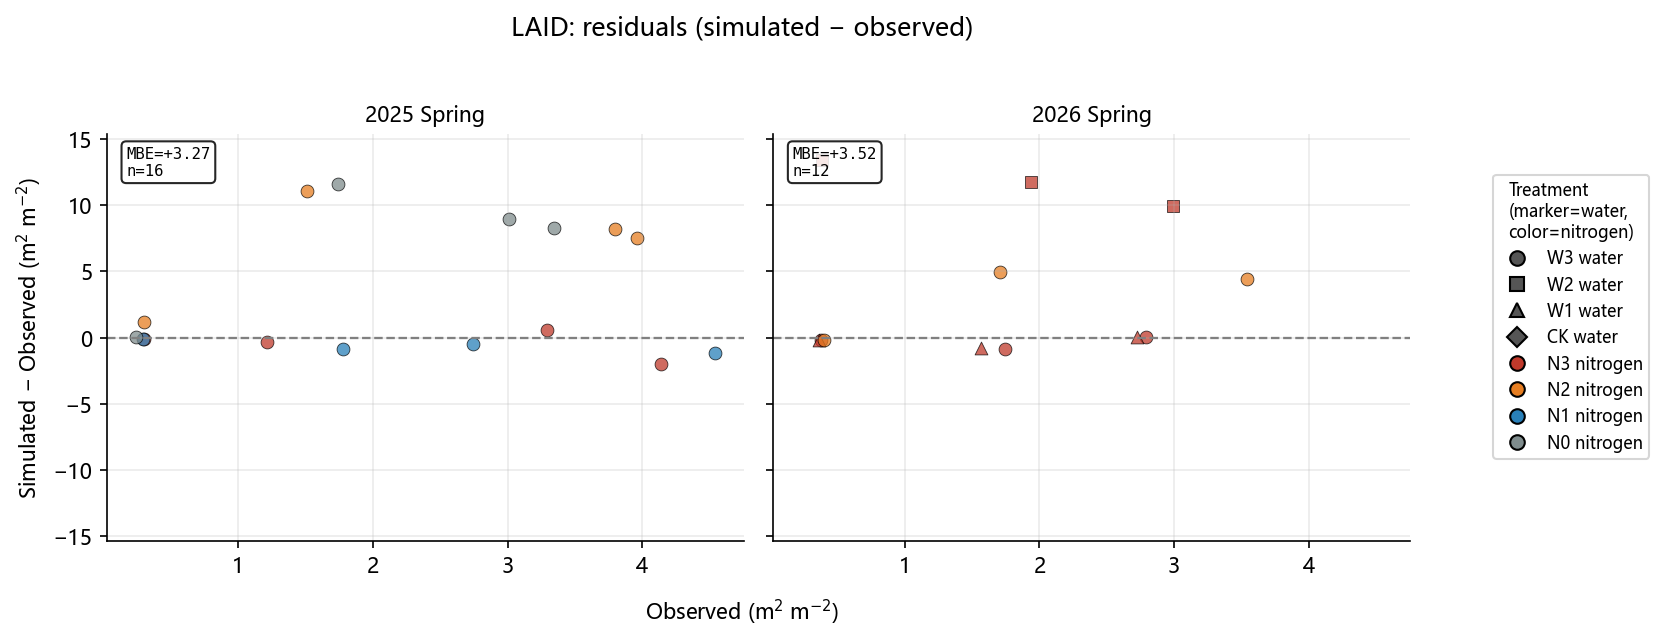 LAID: residuals (simulated − observed)
2025 Spring
2026 Spring
MBE=+3.27
n=16
MBE=+3.52
n=12
15
10
5
0
−5
−10
−15
Simulated − Observed (m² m⁻²)
1 2 3 4
1 2 3 4
Observed (m² m⁻²)
Treatment
(marker=water,
color=nitrogen)
W3 water
W2 water
W1 water
CK water
N3 nitrogen
N2 nitrogen
N1 nitrogen
N0 nitrogen